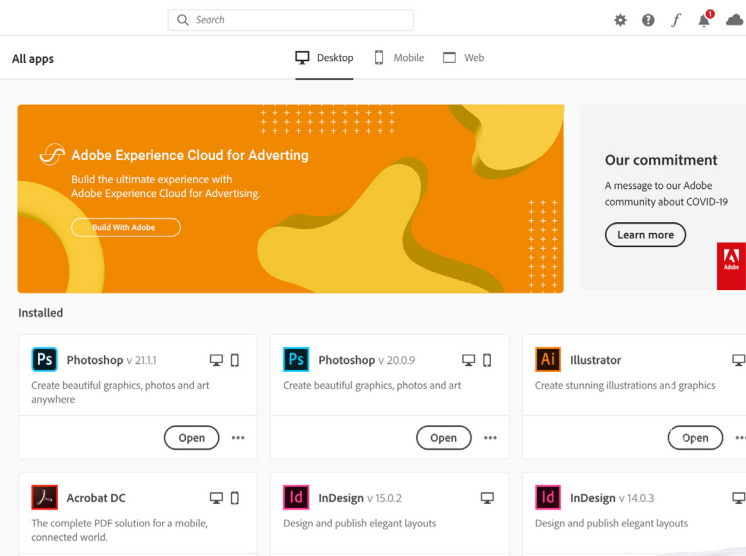 Search
1
All apps
Desktop
Mobile
Web
Adobe Experience Cloud for Adverting
Build the ultimate experience with
Adobe Experience Cloud for Advertising.
Build With Adobe
Our commitment
A message to our Adobe
community about COVID-19
Learn more
Adobe
Installed
Ps Photoshop v 21.1.1
Create beautiful graphics, photos and art
anywhere
Open
Ps Photoshop v 20.0.9
Create beautiful graphics, photos and art
Open
Ai Illustrator
Create stunning illustrations and graphics
Open
Acrobat DC
The complete PDF solution for a mobile,
connected world.
Id InDesign v 15.0.2
Design and publish elegant layouts
Id InDesign v 14.0.3
Design and publish elegant layouts